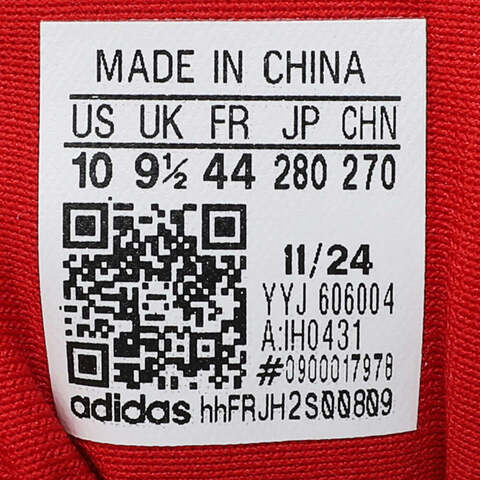 MADE IN CHINA
US UK FR JP CHN
10 9½ 44 280 270
11/24
YYJ 606004
A:IH0431
#0900017978
adidas hhFRJH2S00809